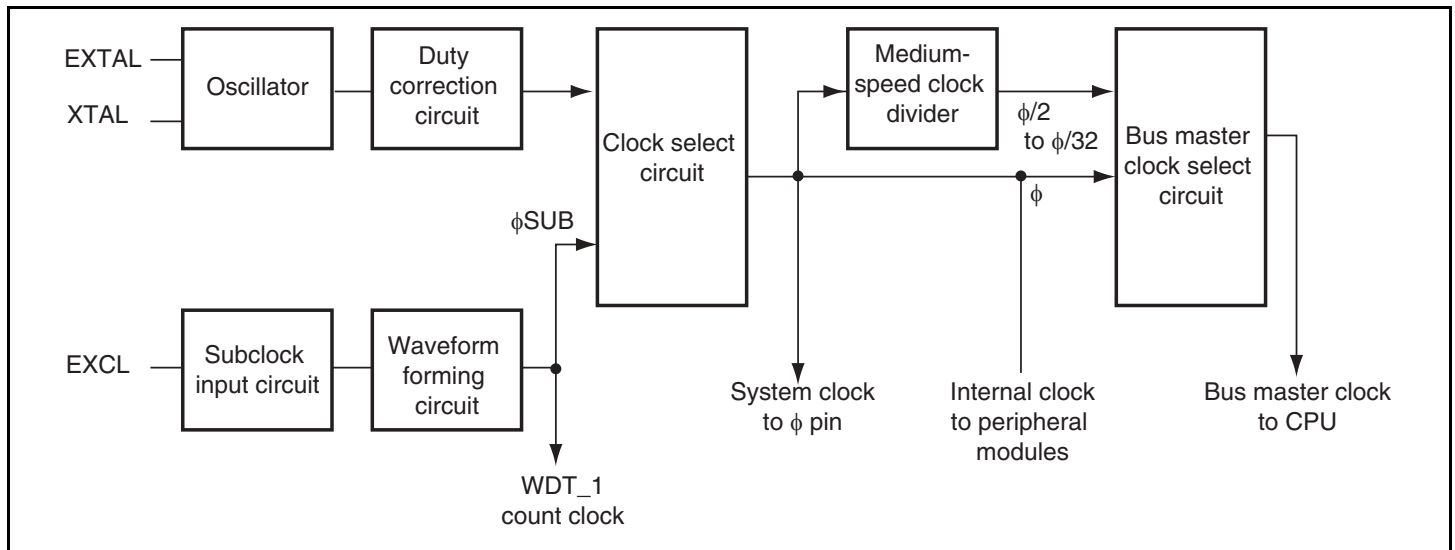 EXTAL
XTAL
Oscillator
Duty
correction
circuit
Clock select
circuit
Medium-
speed clock
divider
ϕ/2
to ϕ/32
ϕ
Bus master
clock select
circuit
ϕSUB
EXCL
Subclock
input circuit
Waveform
forming
circuit
WDT_1
count clock
System clock
to ϕ pin
Internal clock
to peripheral
modules
Bus master clock
to CPU